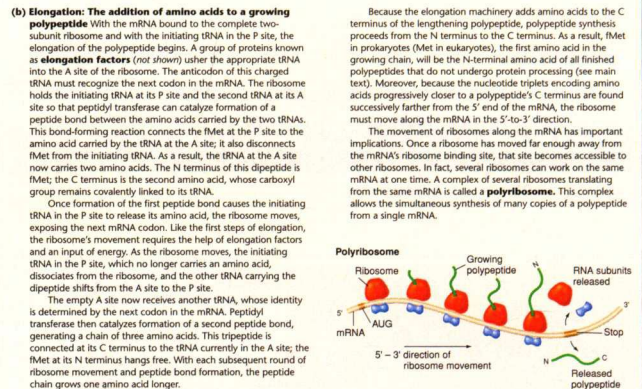 (b) Elongation: The addition of amino acids to a growing
polypeptide With the mRNA bound to the complete two-
subunit ribosome and with the initiating tRNA in the P site, the
elongation of the polypeptide begins. A group of proteins known
as elongation factors (not shown) usher the appropriate tRNA
into the A site of the ribosome. The anticodon of this charged
tRNA must recognize the next codon in the mRNA. The ribosome
holds the initiating tRNA at its P site and the second tRNA at its A
site so that peptidyl transferase can catalyze formation of a
peptide bond between the amino acids carried by the two tRNAs.
This bond-forming reaction connects the fMet at the P site to the
amino acid carried by the tRNA at the A site; it also disconnects
fMet from the initiating tRNA. As a result, the tRNA at the A site
now carries two amino acids. The N terminus of this dipeptide is
fMet; the C terminus is the second amino acid, whose carboxyl
group remains covalently linked to its tRNA.
Once formation of the first peptide bond causes the initiating
tRNA in the P site to release its amino acid, the ribosome moves,
exposing the next mRNA codon. Like the first steps of elongation,
the ribosome's movement requires the help of elongation factors
and an input of energy. As the ribosome moves, the initiating
tRNA in the P site, which no longer carries an amino acid,
dissociates from the ribosome, and the other tRNA carrying the
dipeptide shifts from the A site to the P site.
The empty A site now receives another tRNA, whose identity
is determined by the next codon in the mRNA. Peptidyl
transferase then catalyzes formation of a second peptide bond,
generating a chain of three amino acids. This tripeptide is
connected at its C terminus to the tRNA currently in the A site; the
fMet at its N terminus hangs free. With each subsequent round of
ribosome movement and peptide bond formation, the peptide
chain grows one amino acid longer.
Because the elongation machinery adds amino acids to the C
terminus of the lengthening polypeptide, polypeptide synthesis
proceeds from the N terminus to the C terminus. As a result, fMet
in prokaryotes (Met in eukaryotes), the first amino acid in the
growing chain, will be the N-terminal amino acid of all finished
polypeptides that do not undergo protein processing (see main
text). Moreover, because the nucleotide triplets encoding amino
acids progressively closer to a polypeptide's C terminus are found
successively farther from the 5' end of the mRNA, the ribosome
must move along the mRNA in the 5'-to-3' direction.
The movement of ribosomes along the mRNA has important
implications. Once a ribosome has moved far enough away from
the mRNA's ribosome binding site, that site becomes accessible to
other ribosomes. In fact, several ribosomes can work on the same
mRNA at one time. A complex of several ribosomes translating
from the same mRNA is called a polyribosome. This complex
allows the simultaneous synthesis of many copies of a polypeptide
from a single mRNA.
Polyribosome
Ribosome
Growing
polypeptide
N
RNA subunits
released
5'
3'
mRNA
AUG
Stop
5' – 3' direction of
ribosome movement
N
C
Released
polypeptide